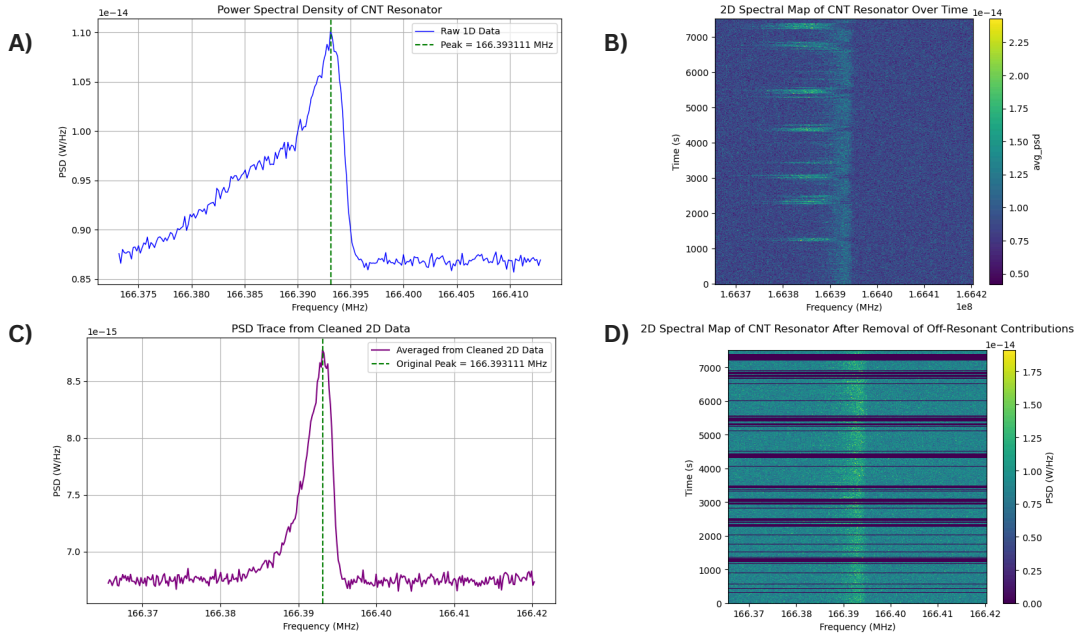 A)
Power Spectral Density of CNT Resonator
1e−14
Raw 1D Data
Peak = 166.393111 MHz
1.10
1.05
1.00
0.95
0.90
0.85
PSD (W/Hz)
166.375 166.380 166.385 166.390 166.395 166.400 166.405 166.410
Frequency (MHz)
B)
2D Spectral Map of CNT Resonator Over Time
1e−14
7000
6000
5000
4000
3000
2000
1000
0
Time (s)
1.6637 1.6638 1.6639 1.6640 1.6641 1.6642
1e8
Frequency (MHz)
2.25
2.00
1.75
1.50
1.25
1.00
0.75
0.50
avg_psd
C)
PSD Trace from Cleaned 2D Data
1e−15
Averaged from Cleaned 2D Data
Original Peak = 166.393111 MHz
8.5
8.0
7.5
7.0
PSD (W/Hz)
166.37 166.38 166.39 166.40 166.41 166.42
Frequency (MHz)
D)
2D Spectral Map of CNT Resonator After Removal of Off-Resonant Contributions
1e−14
7000
6000
5000
4000
3000
2000
1000
0
Time (s)
166.37 166.38 166.39 166.40 166.41 166.42
Frequency (MHz)
1.75
1.50
1.25
1.00
0.75
0.50
0.25
0.00
PSD (W/Hz)